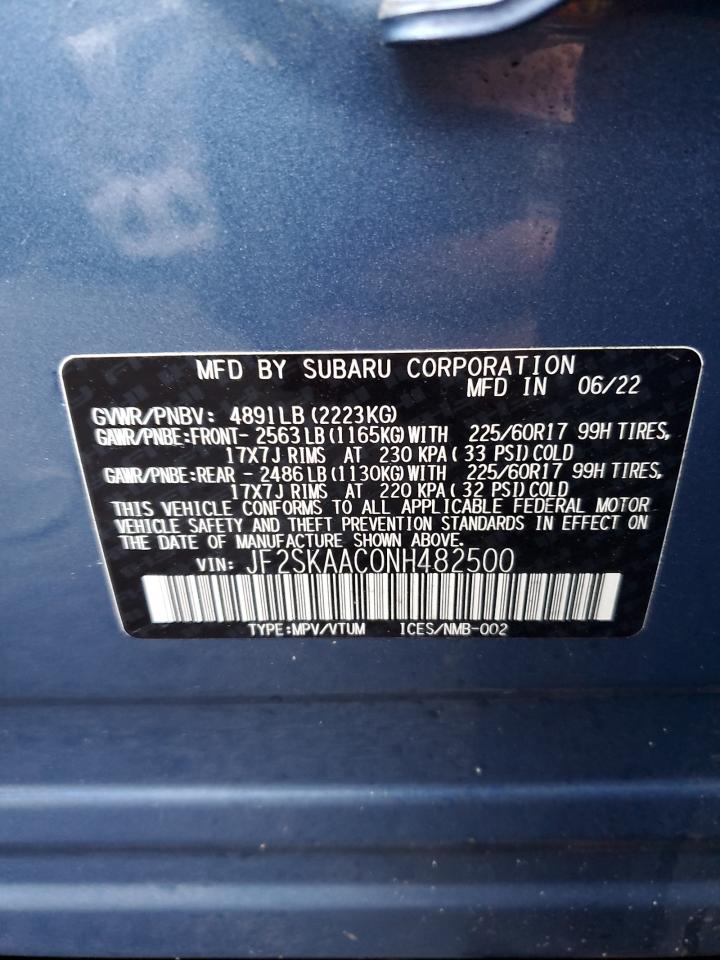 MFD BY SUBARU CORPORATION
MFD IN 06/22
GVWR/PNBV: 4891LB (2223KG)
GAWR/PNBE:FRONT- 2563LB (1165KG) WITH 225/60R17 99H TIRES,
17X7J RIMS AT 230 KPA ( 33 PSI) COLD
GAWR/PNBE:REAR - 2486LB (1130KG) WITH 225/60R17 99H TIRES,
17X7J RIMS AT 220 KPA ( 32 PSI) COLD
THIS VEHICLE CONFORMS TO ALL APPLICABLE FEDERAL MOTOR
VEHICLE SAFETY AND THEFT PREVENTION STANDARDS IN EFFECT ON
THE DATE OF MANUFACTURE SHOWN ABOVE.
VIN: JF2SKAAC0NH482500
TYPE:MPV/VTUM ICES/NMB-002